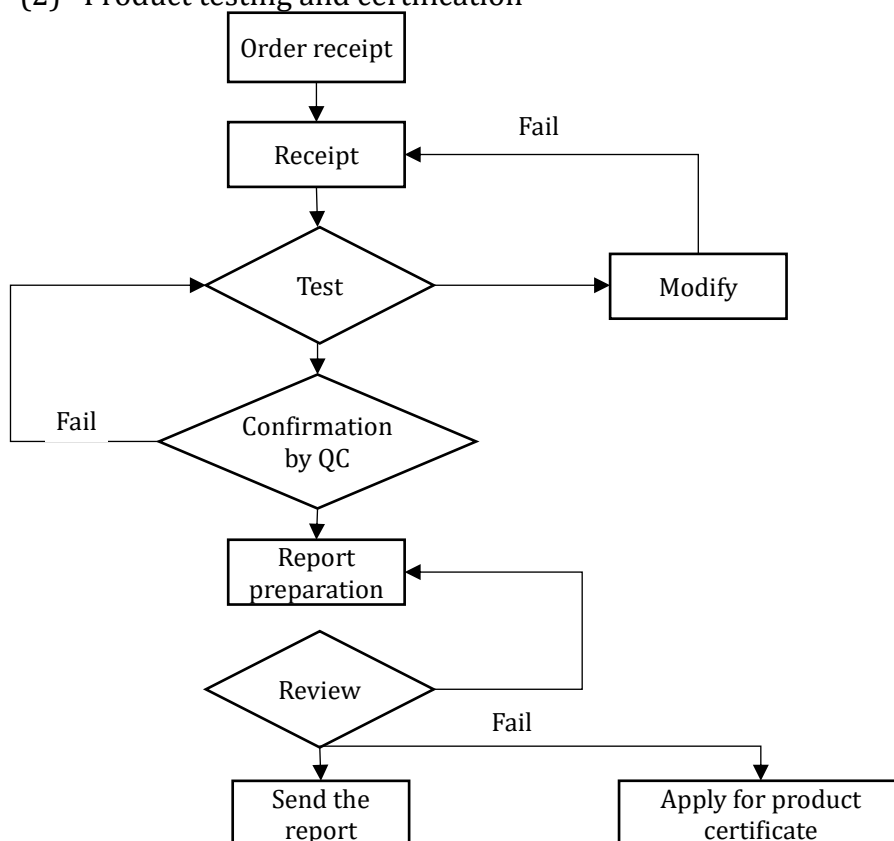 (2) Product testing and certification
Order receipt
Fail
Receipt
Test
Modify
Fail
Confirmation
by QC
Report
preparation
Review
Fail
Send the
report
Apply for product
certificate